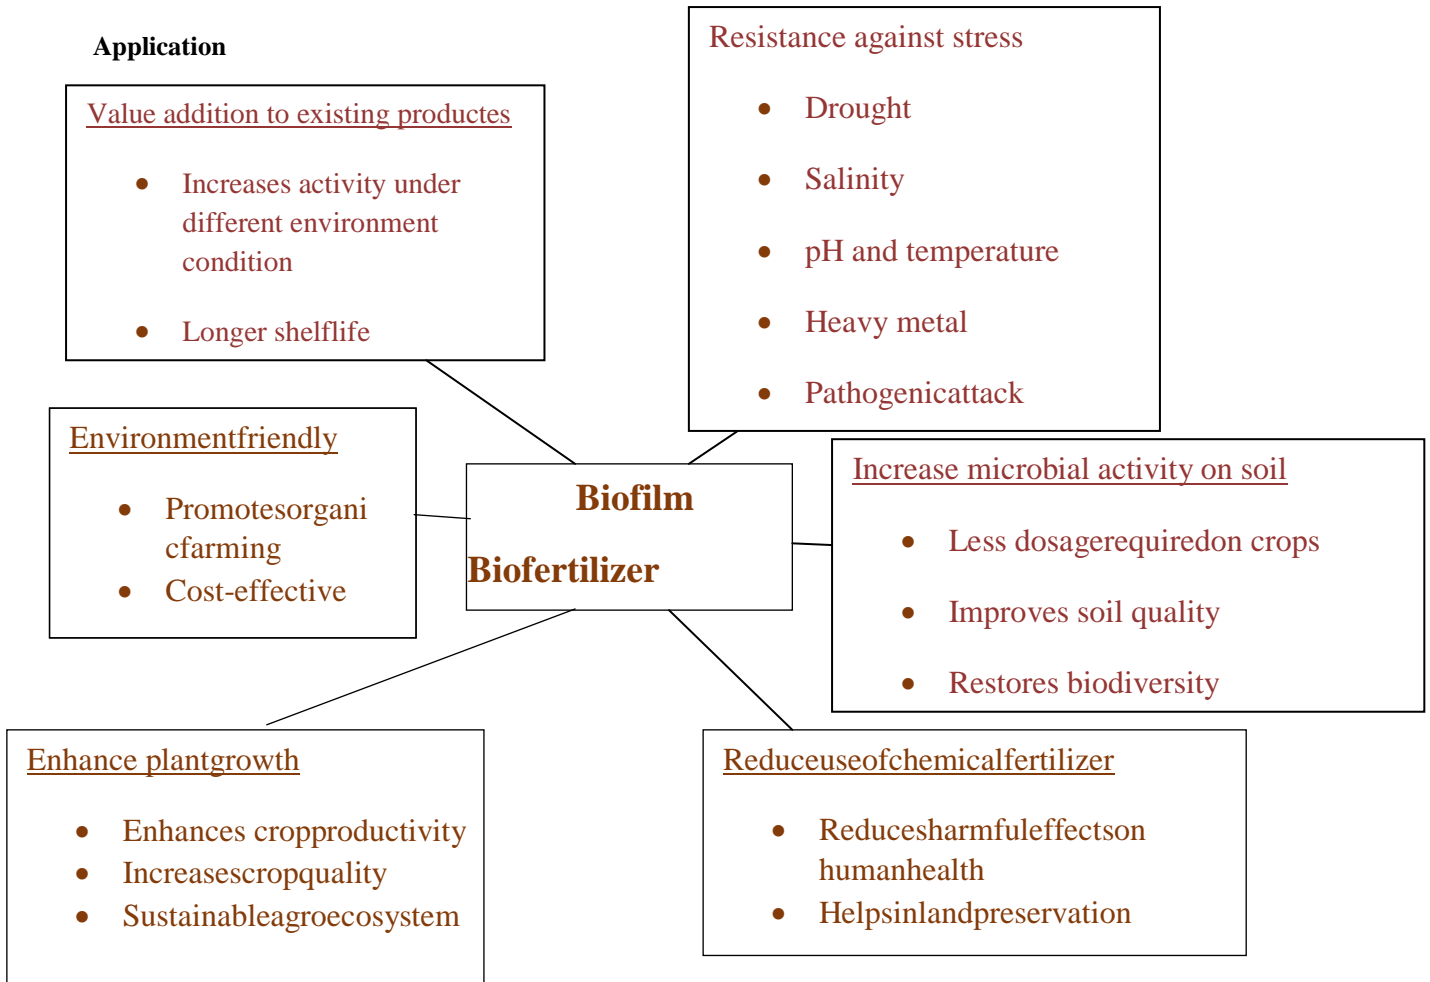 Application
Value addition to existing productes
• Increases activity under
different environment
condition
• Longer shelflife
Resistance against stress
• Drought
• Salinity
• pH and temperature
• Heavy metal
• Pathogenicattack
Environmentfriendly
• Promotesorgani
cfarming
• Cost-effective
Biofilm
Biofertilizer
Increase microbial activity on soil
• Less dosagerequiredon crops
• Improves soil quality
• Restores biodiversity
Enhance plantgrowth
• Enhances cropproductivity
• Increasescropquality
• Sustainableagroecosystem
Reduceuseofchemicalfertilizer
• Reducesharmfuleffectson
humanhealth
• Helpsinlandpreservation